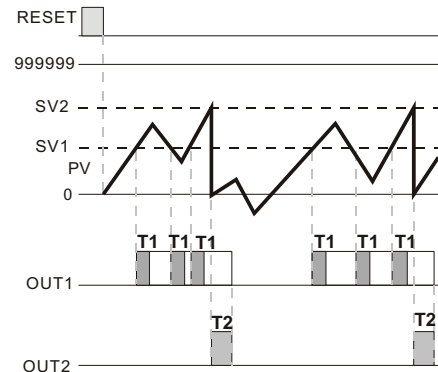 RESET
999999
SV2
SV1
PV
0
T1 T1 T1 T1 T1 T1
OUT1
T2 T2
OUT2